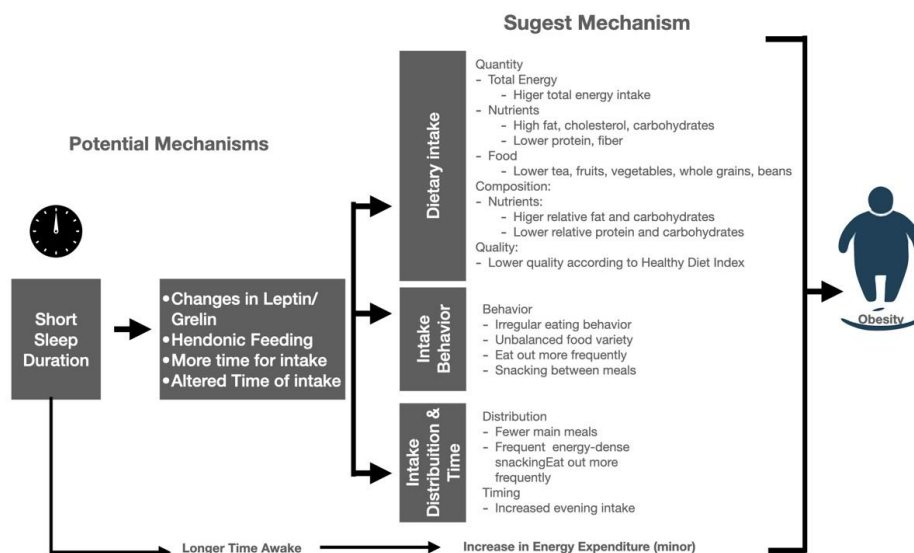 Sugest Mechanism
Potential Mechanisms
Short
Sleep
Duration
•Changes in Leptin/
Grelin
•Hendonic Feeding
•More time for intake
•Altered Time of intake
Dietary intake
Quantity
- Total Energy
- Higer total energy intake
- Nutrients
- High fat, cholesterol, carbohydrates
- Lower protein, fiber
- Food
- Lower tea, fruits, vegetables, whole grains, beans
Composition:
- Nutrients:
- Higer relative fat and carbohydrates
- Lower relative protein and carbohydrates
Quality:
- Lower quality according to Healthy Diet Index
Intake
Behavior
Behavior
- Irregular eating behavior
- Unbalanced food variety
- Eat out more frequently
- Snacking between meals
Intake
Distribuition &
Time
Distribution
- Fewer main meals
- Frequent energy-dense
snackingEat out more
frequently
Timing
- Increased evening intake
Obesity
Longer Time Awake
Increase in Energy Expenditure (minor)